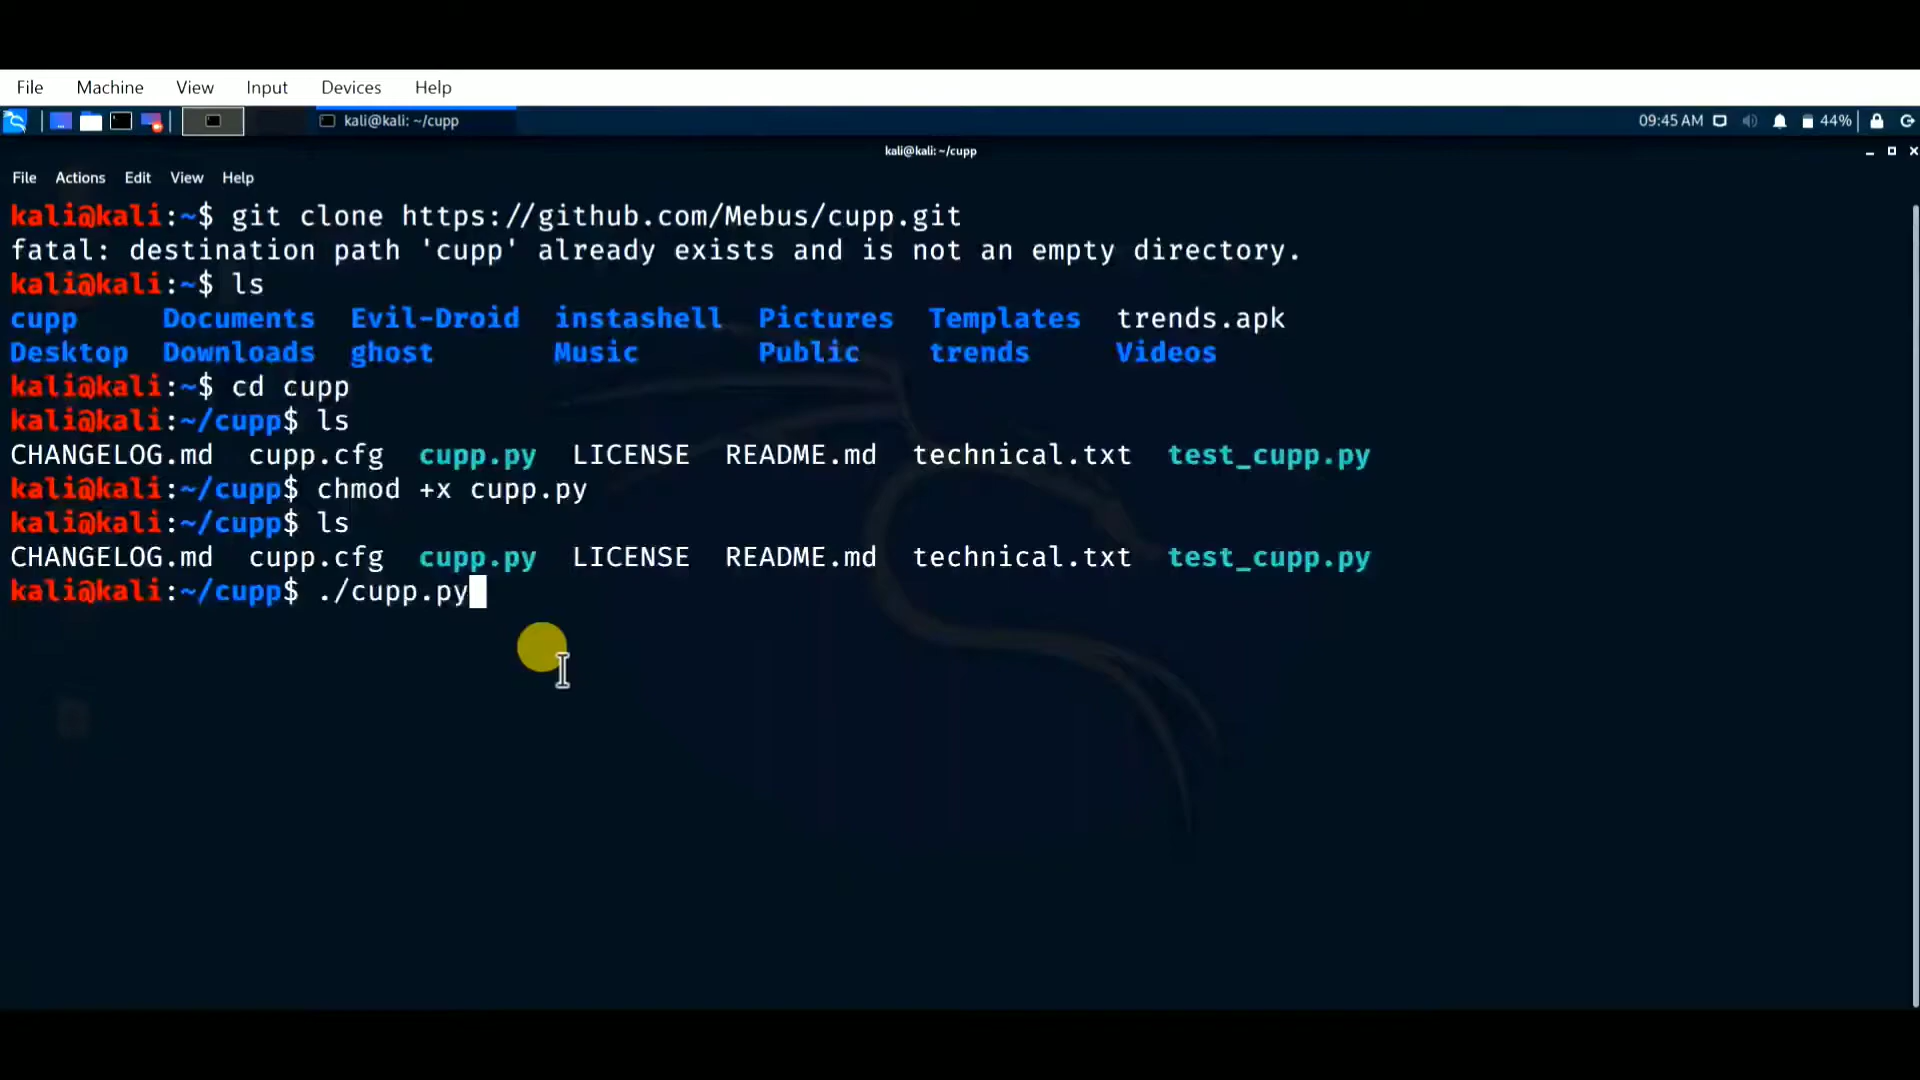 File Machine View Input Devices Help
kali@kali: ~/cupp 09:45 AM 44%
kali@kali: ~/cupp
File Actions Edit View Help
kali@kali:~$ git clone https://github.com/Mebus/cupp.git
fatal: destination path 'cupp' already exists and is not an empty directory.
kali@kali:~$ ls
cupp Documents Evil-Droid instashell Pictures Templates trends.apk
Desktop Downloads ghost Music Public trends Videos
kali@kali:~$ cd cupp
kali@kali:~/cupp$ ls
CHANGELOG.md cupp.cfg cupp.py LICENSE README.md technical.txt test_cupp.py
kali@kali:~/cupp$ chmod +x cupp.py
kali@kali:~/cupp$ ls
CHANGELOG.md cupp.cfg cupp.py LICENSE README.md technical.txt test_cupp.py
kali@kali:~/cupp$ ./cupp.py